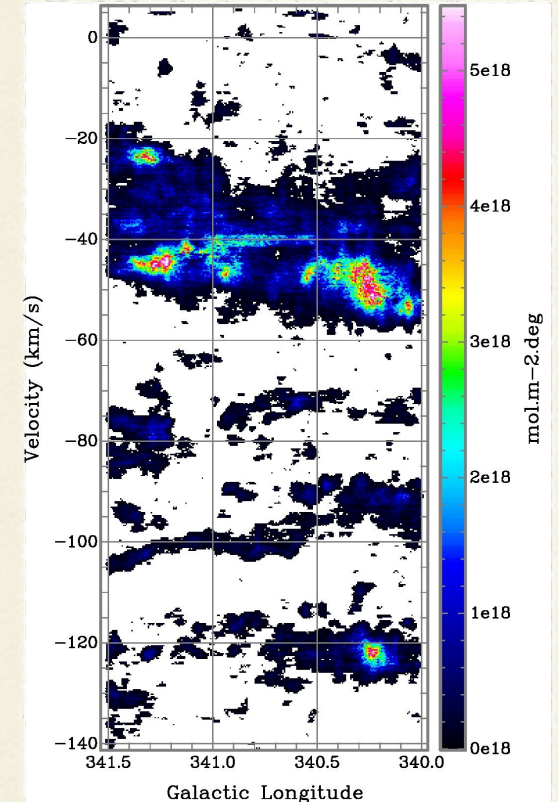 0
−20
−40
−60
−80
−100
−120
−140
Velocity (km/s)
341.5 341.0 340.5 340.0
Galactic Longitude
5e18
4e18
3e18
2e18
1e18
0e18
mol.m−2.deg